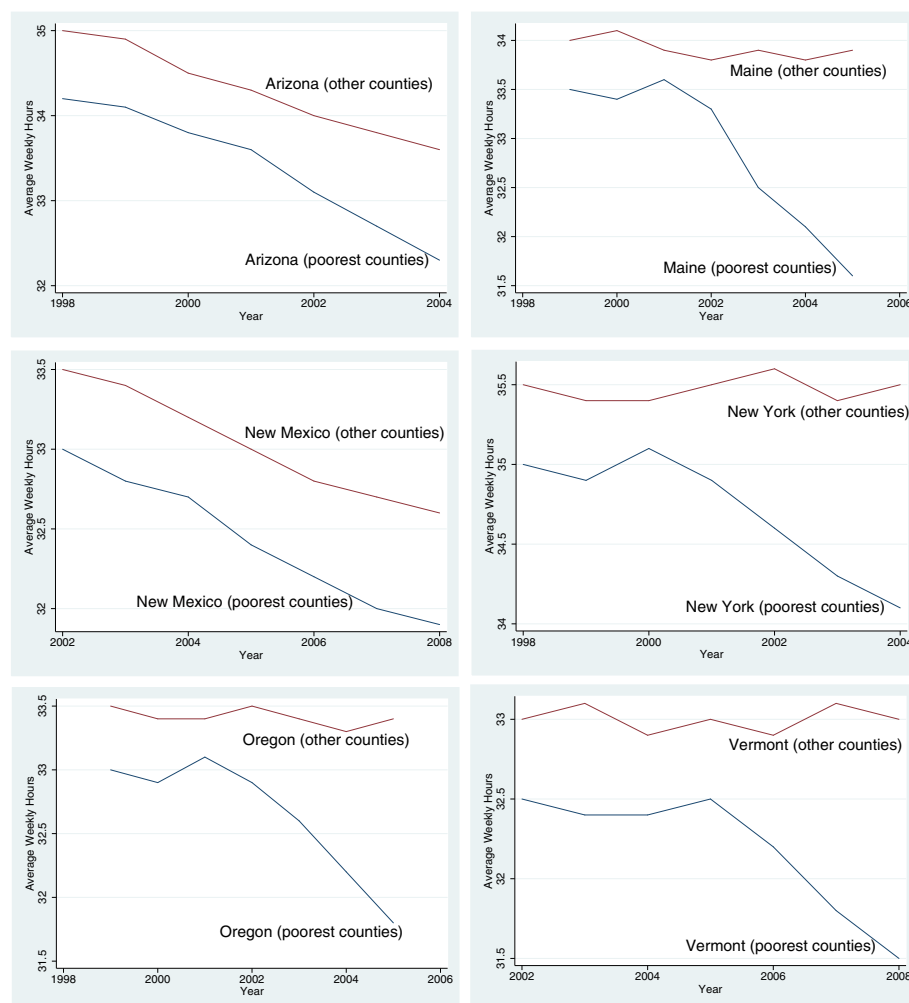 Average Weekly Hours
35
34
33
32
Arizona (other counties)
Arizona (poorest counties)
1998 2000 2002 2004
Year
Average Weekly Hours
34
33.5
33
32.5
32
31.5
Maine (other counties)
Maine (poorest counties)
1998 2000 2002 2004 2006
Year
Average Weekly Hours
33.5
33
32.5
32
New Mexico (other counties)
New Mexico (poorest counties)
2002 2004 2006 2008
Year
Average Weekly Hours
35.5
35
34.5
34
New York (other counties)
New York (poorest counties)
1998 2000 2002 2004
Year
Average Weekly Hours
33.5
33
32.5
32
31.5
Oregon (other counties)
Oregon (poorest counties)
1998 2000 2002 2004 2006
Year
Average Weekly Hours
33
32.5
32
31.5
Vermont (other counties)
Vermont (poorest counties)
2002 2004 2006 2008
Year